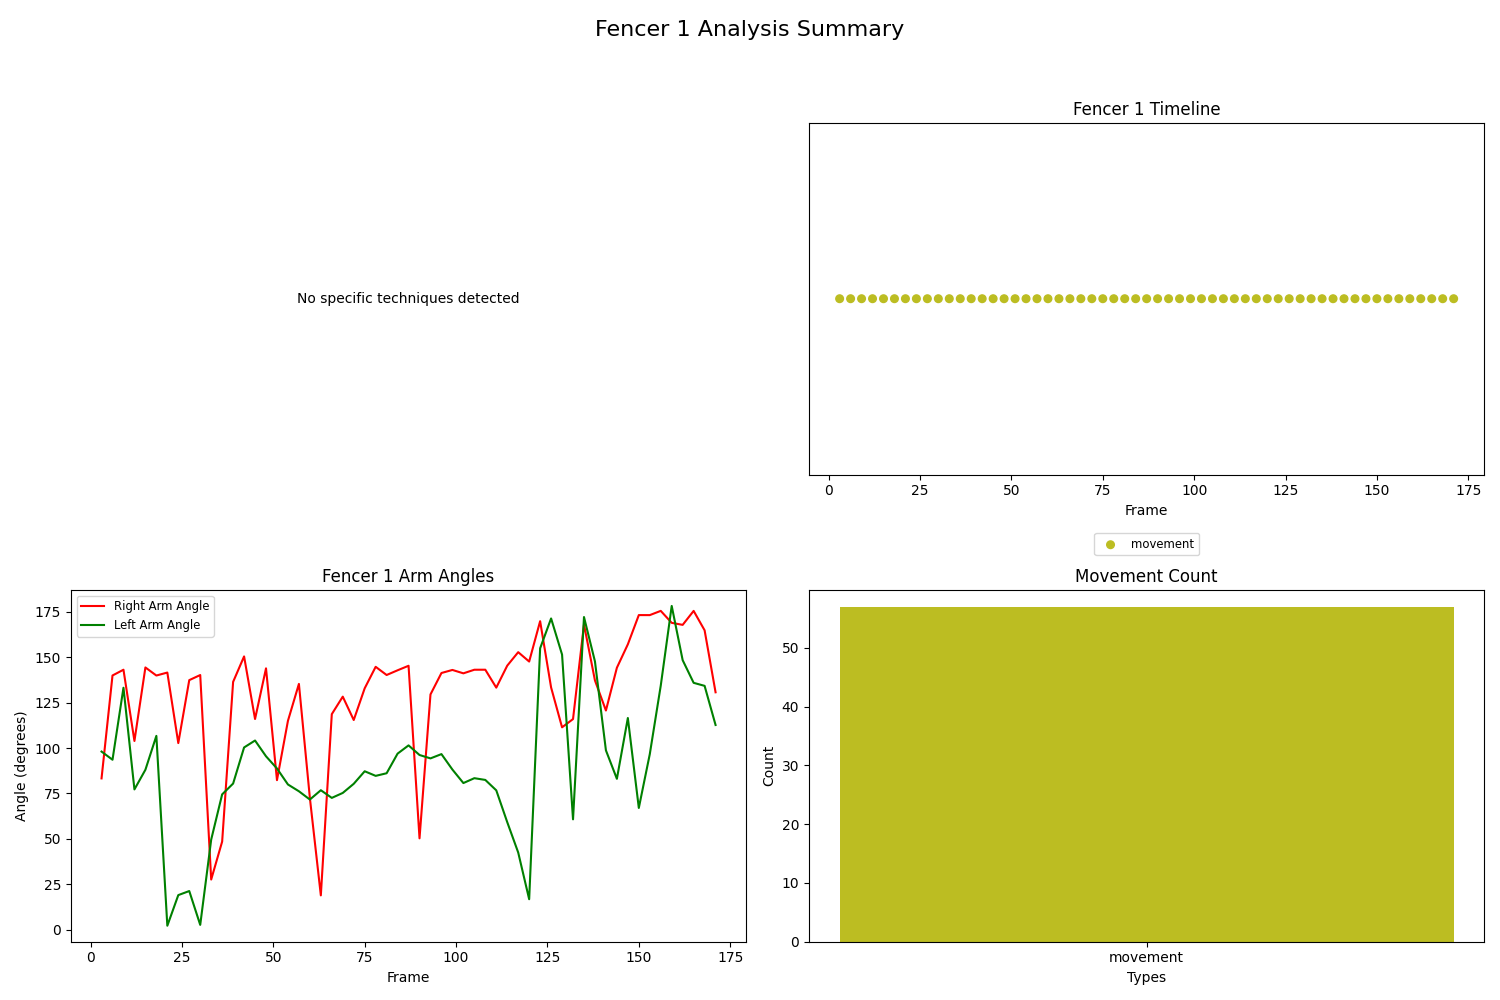 Fencer 1 Analysis Summary
No specific techniques detected
Fencer 1 Timeline
0 25 50 75 100 125 150 175
Frame
movement
Fencer 1 Arm Angles
Right Arm Angle
Left Arm Angle
Angle (degrees)
175
150
125
100
75
50
25
0
0 25 50 75 100 125 150 175
Frame
Movement Count
Count
50
40
30
20
10
0
movement
Types